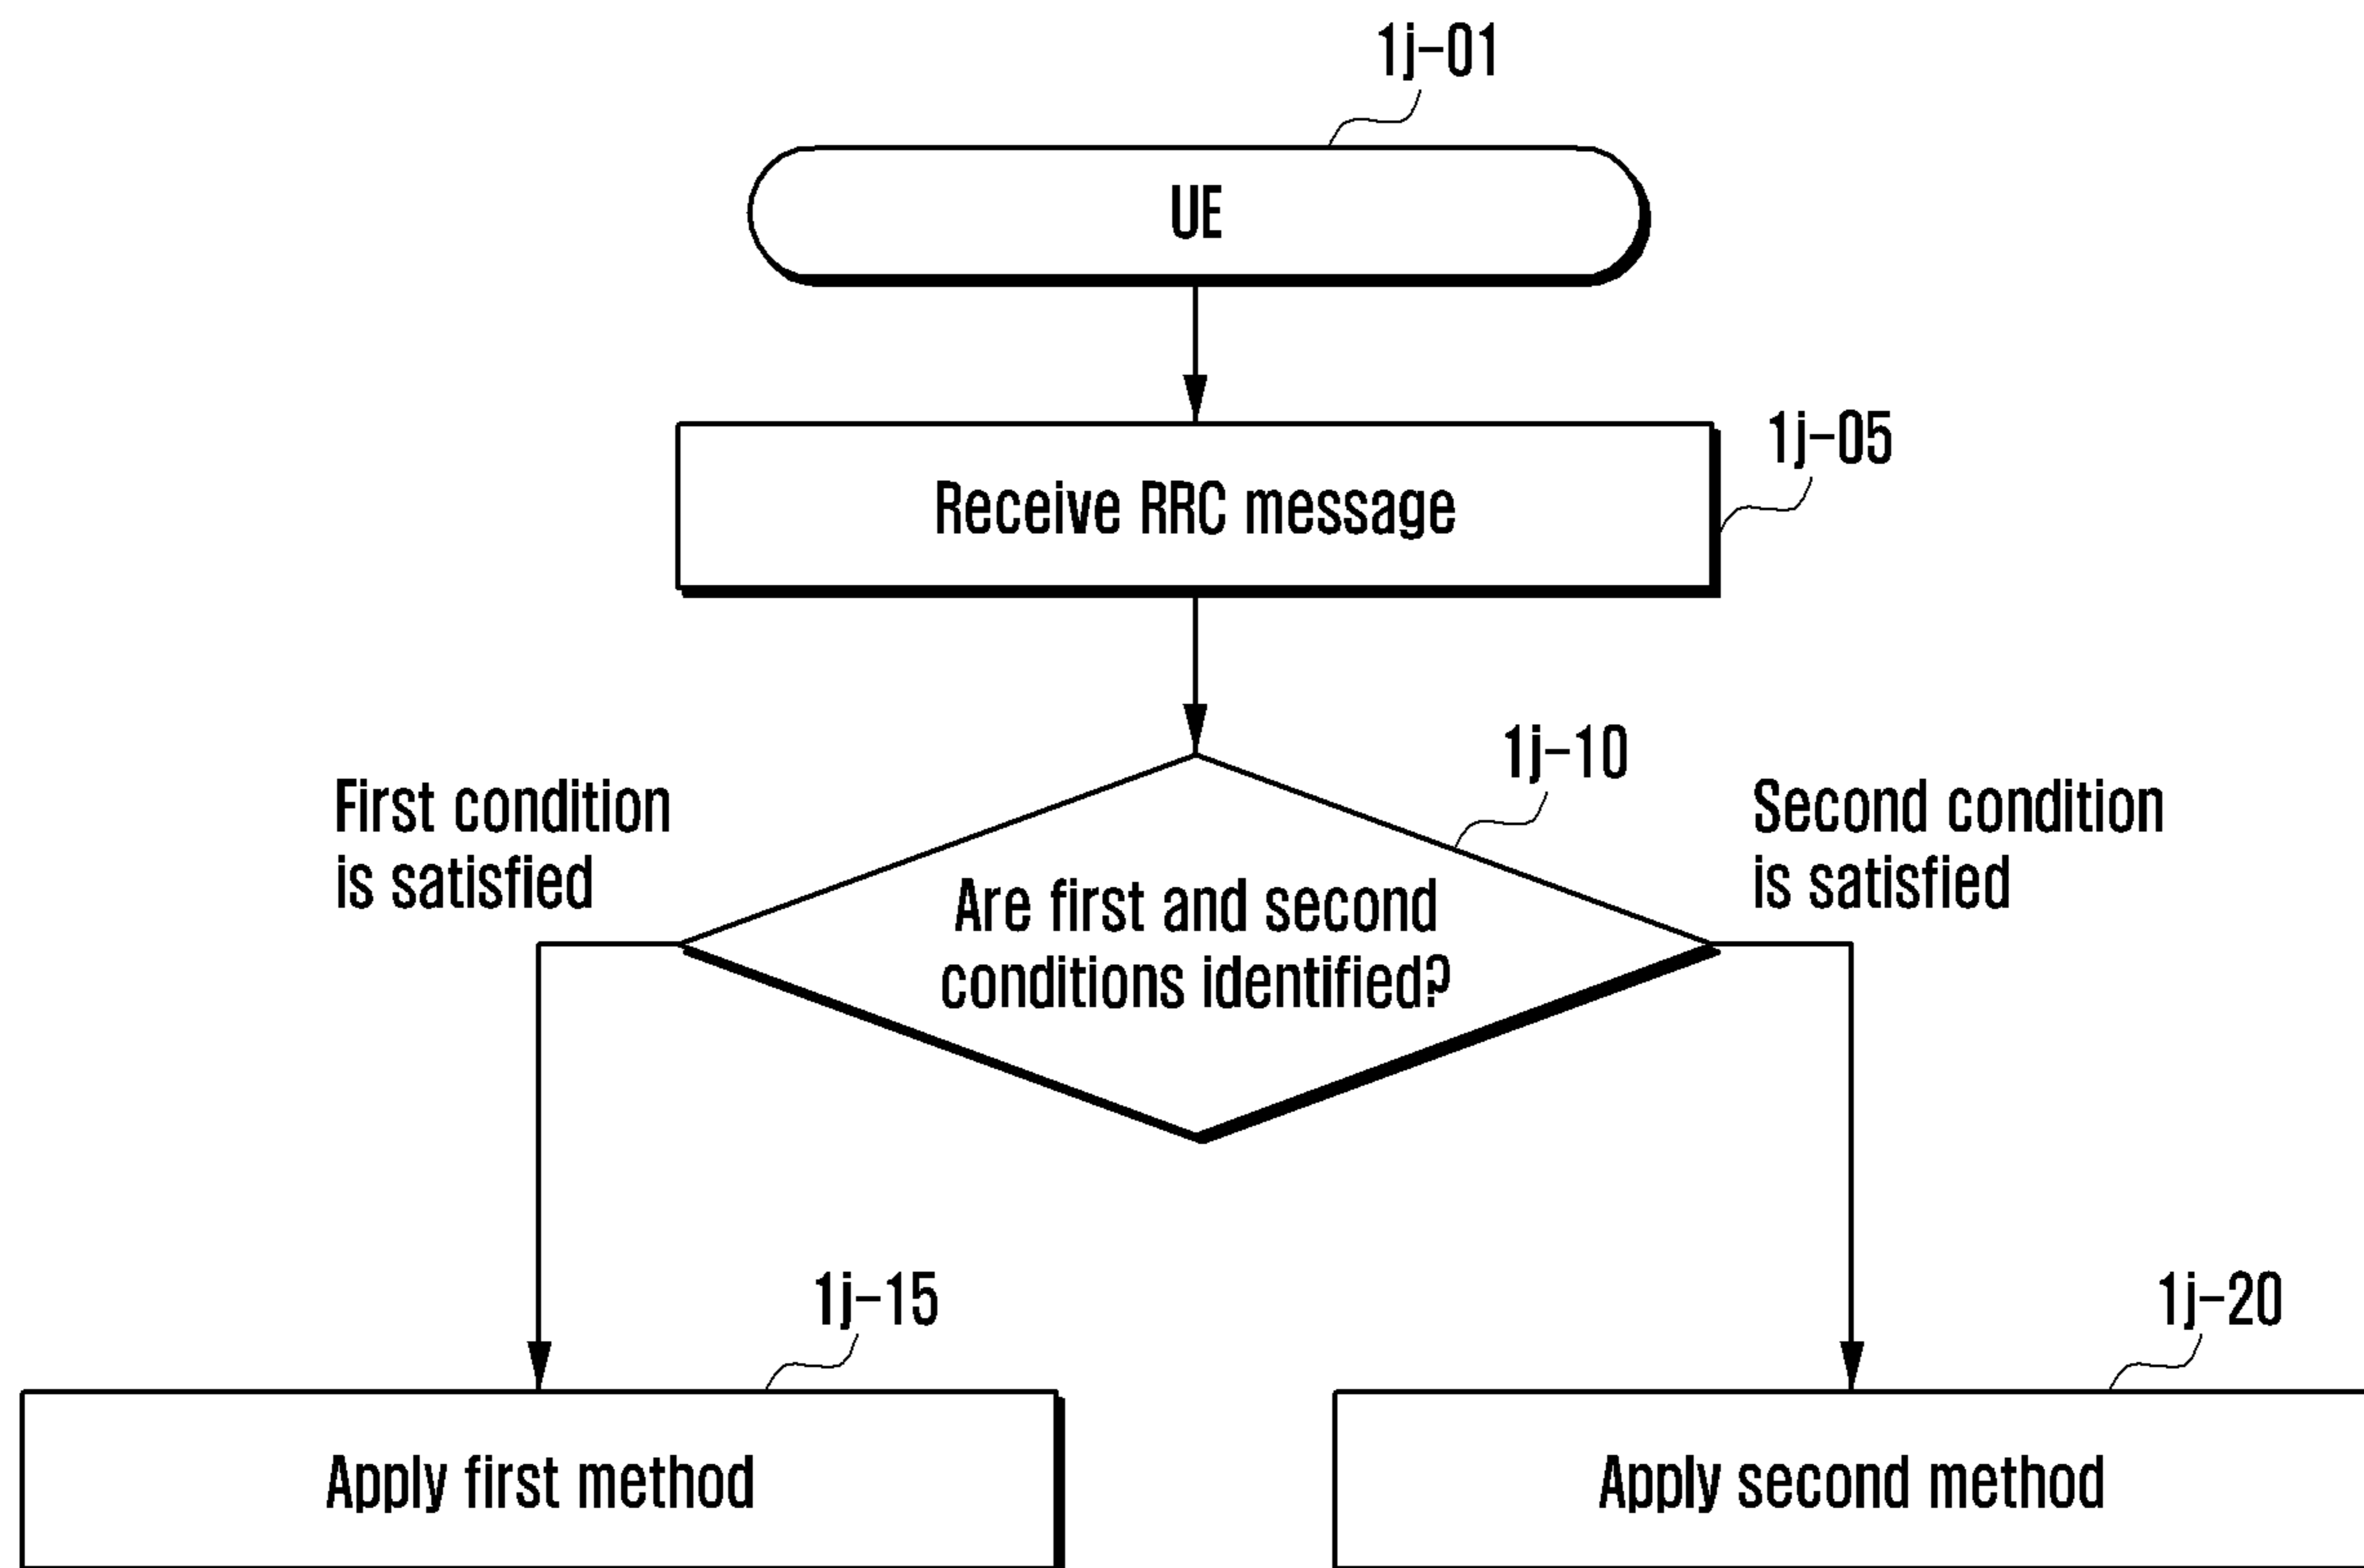 1j-01
UE
1j-05
Receive RRC message
1j-10
First condition
is satisfied
Second condition
is satisfied
Are first and second
conditions identified?
1j-15
1j-20
Apply first method
Apply second method